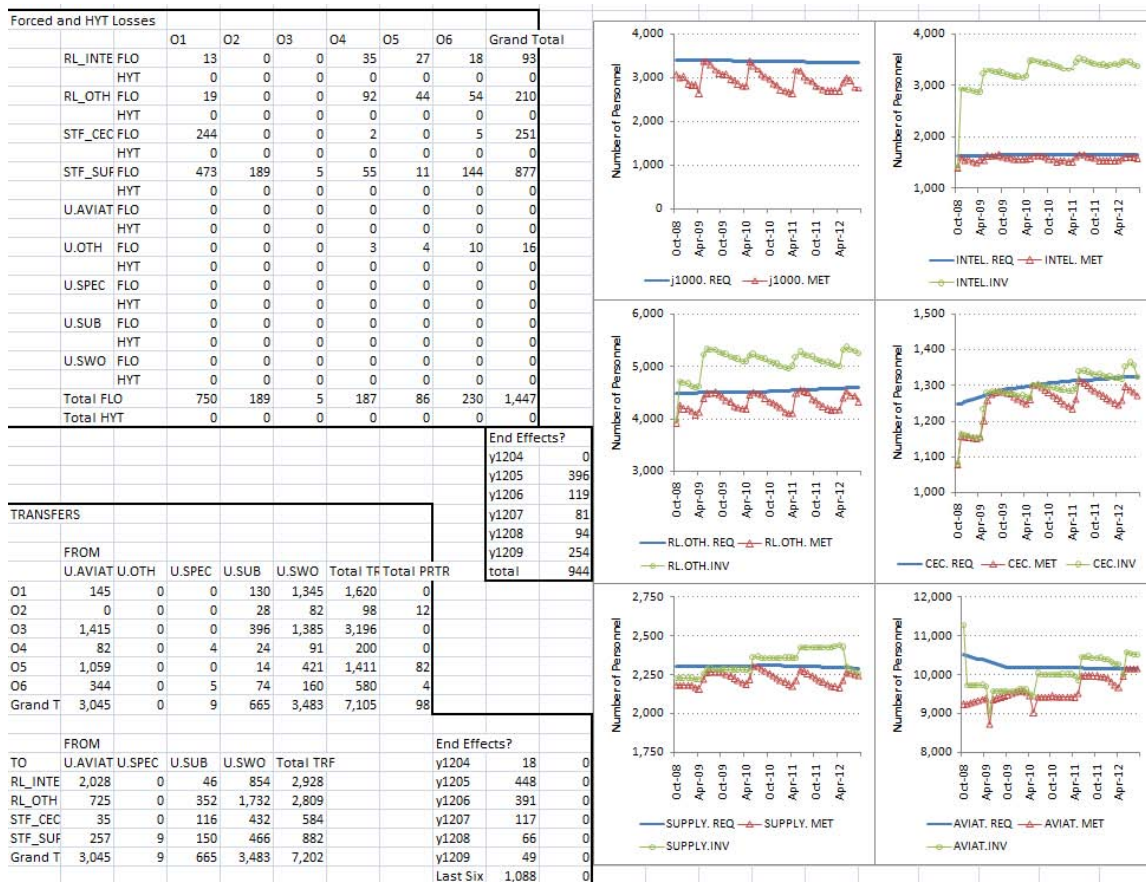 Forced and HYT Losses
O1 O2 O3 O4 O5 O6 Grand Total
RL_INTE FLO 13 0 0 35 27 18 93
HYT 0 0 0 0 0 0 0
RL_OTH FLO 19 0 0 92 44 54 210
HYT 0 0 0 0 0 0 0
STF_CEC FLO 244 0 0 2 0 5 251
HYT 0 0 0 0 0 0 0
STF_SUF FLO 473 189 5 55 11 144 877
HYT 0 0 0 0 0 0 0
U.AVIAT FLO 0 0 0 0 0 0 0
HYT 0 0 0 0 0 0 0
U.OTH FLO 0 0 0 3 4 10 16
HYT 0 0 0 0 0 0 0
U.SPEC FLO 0 0 0 0 0 0 0
HYT 0 0 0 0 0 0 0
U.SUB FLO 0 0 0 0 0 0 0
HYT 0 0 0 0 0 0 0
U.SWO FLO 0 0 0 0 0 0 0
HYT 0 0 0 0 0 0 0
Total FLO 750 189 5 187 86 230 1,447
Total HYT 0 0 0 0 0 0 0
End Effects?
y1204 0
y1205 396
y1206 119
y1207 81
y1208 94
y1209 254
total 944
TRANSFERS
FROM
U.AVIAT U.OTH U.SPEC U.SUB U.SWO Total TR Total PRTR
O1 145 0 0 130 1,345 1,620 0
O2 0 0 0 28 82 98 12
O3 1,415 0 0 396 1,385 3,196 0
O4 82 0 4 24 91 200 0
O5 1,059 0 0 14 421 1,411 82
O6 344 0 5 74 160 580 4
Grand T 3,045 0 9 665 3,483 7,105 98
FROM
TO U.AVIAT U.SPEC U.SUB U.SWO Total TRF
RL_INTE 2,028 0 46 854 2,928
RL_OTH 725 0 352 1,732 2,809
STF_CEC 35 0 116 432 584
STF_SUF 257 9 150 466 882
Grand T 3,045 9 665 3,483 7,202
End Effects?
y1204 18 0
y1205 448 0
y1206 391 0
y1207 117 0
y1208 66 0
y1209 49 0
Last Six 1,088 0
Number of Personnel
4,000
3,000
2,000
1,000
0
Oct-08 Apr-09 Oct-09 Apr-10 Oct-10 Apr-11 Oct-11 Apr-12
j1000. REQ j1000. MET
Number of Personnel
4,000
3,000
2,000
1,000
Oct-08 Apr-09 Oct-09 Apr-10 Oct-10 Apr-11 Oct-11 Apr-12
INTEL. REQ INTEL. MET
INTEL.INV
Number of Personnel
6,000
5,000
4,000
3,000
Oct-08 Apr-09 Oct-09 Apr-10 Oct-10 Apr-11 Oct-11 Apr-12
RL.OTH. REQ RL.OTH. MET
RL.OTH.INV
Number of Personnel
1,500
1,400
1,300
1,200
1,100
1,000
Oct-08 Apr-09 Oct-09 Apr-10 Oct-10 Apr-11 Oct-11 Apr-12
CEC. REQ CEC. MET CEC.INV
Number of Personnel
2,750
2,500
2,250
2,000
1,750
Oct-08 Apr-09 Oct-09 Apr-10 Oct-10 Apr-11 Oct-11 Apr-12
SUPPLY. REQ SUPPLY. MET
SUPPLY.INV
Number of Personnel
12,000
11,000
10,000
9,000
8,000
Oct-08 Apr-09 Oct-09 Apr-10 Oct-10 Apr-11 Oct-11 Apr-12
AVIAT. REQ AVIAT. MET
AVIAT.INV